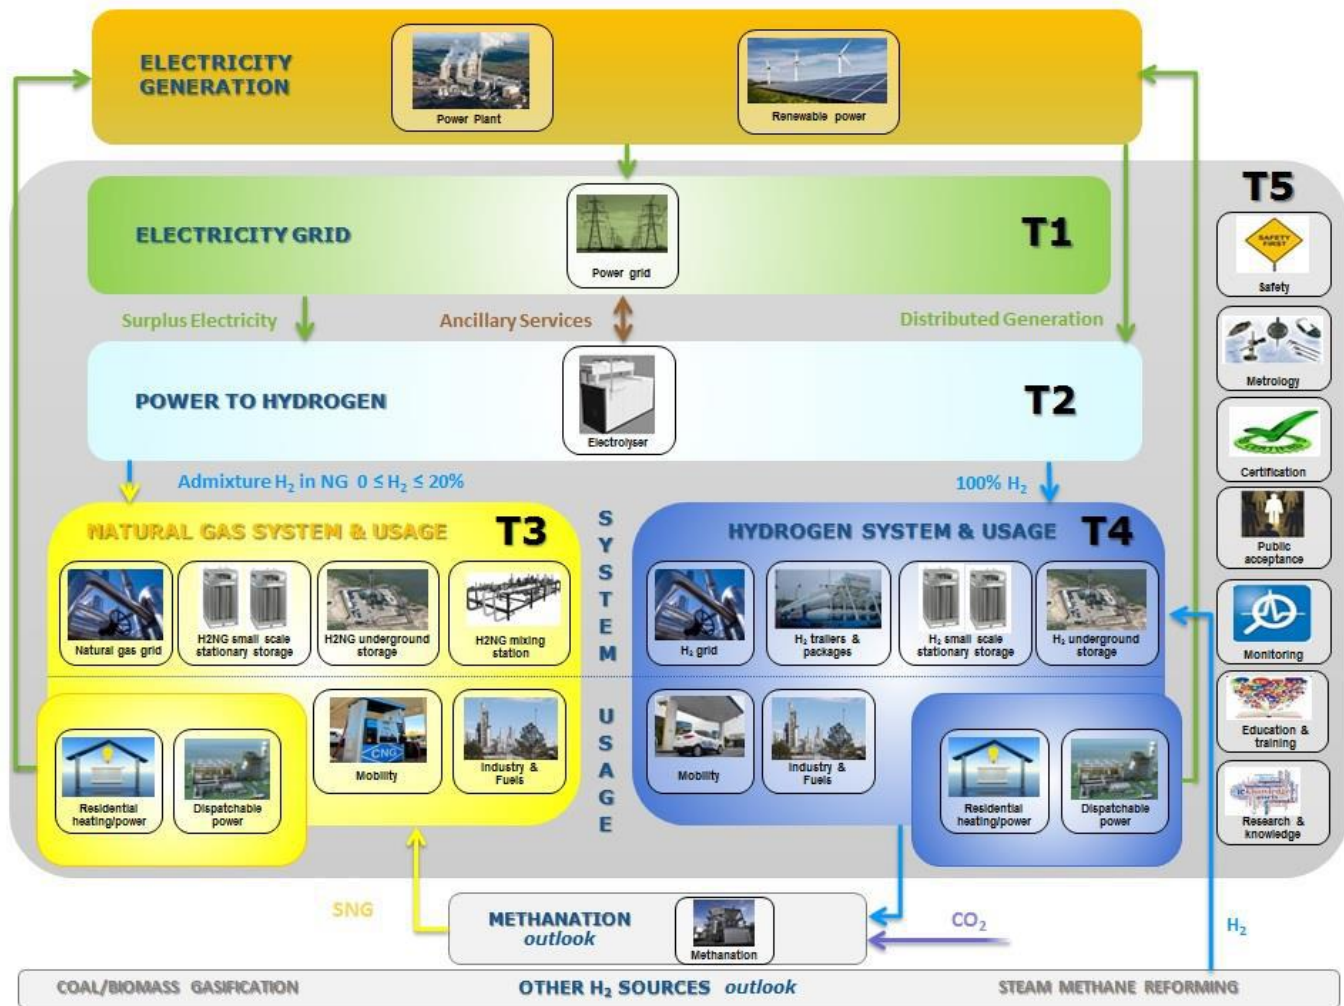 ELECTRICITY
GENERATION
Power Plant
Renewable power
T5
ELECTRICITY GRID
Power grid
T1
SAFETY
FIRST
Safety
Surplus Electricity
Ancillary Services
Distributed Generation
Metrology
POWER TO HYDROGEN
Electrolyser
T2
Certification
Admixture H₂ in NG 0 ≤ H₂ ≤ 20%
100% H₂
Public
acceptance
NATURAL GAS SYSTEM & USAGE T3
Natural gas grid
H2NG small scale
stationary storage
H2NG underground
storage
H2NG mixing
station
SYSTEM
HYDROGEN SYSTEM & USAGE T4
H₂ grid
H₂ trailers &
packages
H₂ small scale
stationary storage
H₂ underground
storage
Monitoring
Residential
heating/power
Dispatchable
power
CNG
Mobility
Industry &
Fuels
USAGE
Mobility
Industry &
Fuels
Residential
heating/power
Dispatchable
power
Education &
training
Research &
knowledge
SNG
METHANATION
outlook
Methanation
CO₂
H₂
COAL/BIOMASS GASIFICATION
OTHER H₂ SOURCES outlook
STEAM METHANE REFORMING